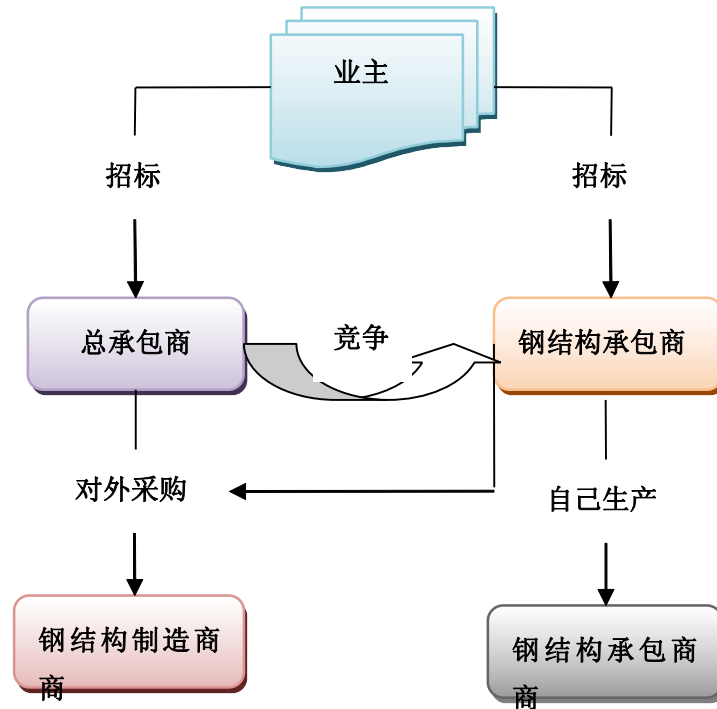 业主
招标
招标
总承包商
竞争
钢结构承包商
对外采购
自己生产
钢结构制造商
商
钢结构承包商
商